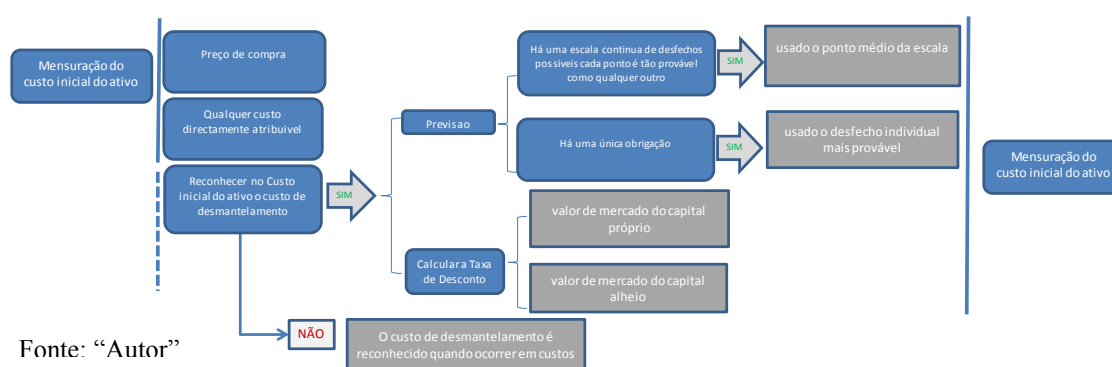 Mensuração do
custo inicial do ativo
Preço de compra
Qualquer custo
directamente atribuivel
Reconhecer no Custo
inicial do ativo o custo de
desmantelamento
SIM
Previsao
Há uma escala continua de desfechos
possiveis cada ponto é tão provável
como qualquer outro
SIM
usado o ponto médio da escala
Há uma única obrigação
SIM
usado o desfecho individual
mais provável
Calcular a Taxa
de Desconto
valor de mercado do capital
próprio
valor de mercado do capital
alheio
NÃO
O custo de desmantelamento é
reconhecido quando ocorrer em custos
Mensuração do
custo inicial do ativo
Fonte: “Autor”